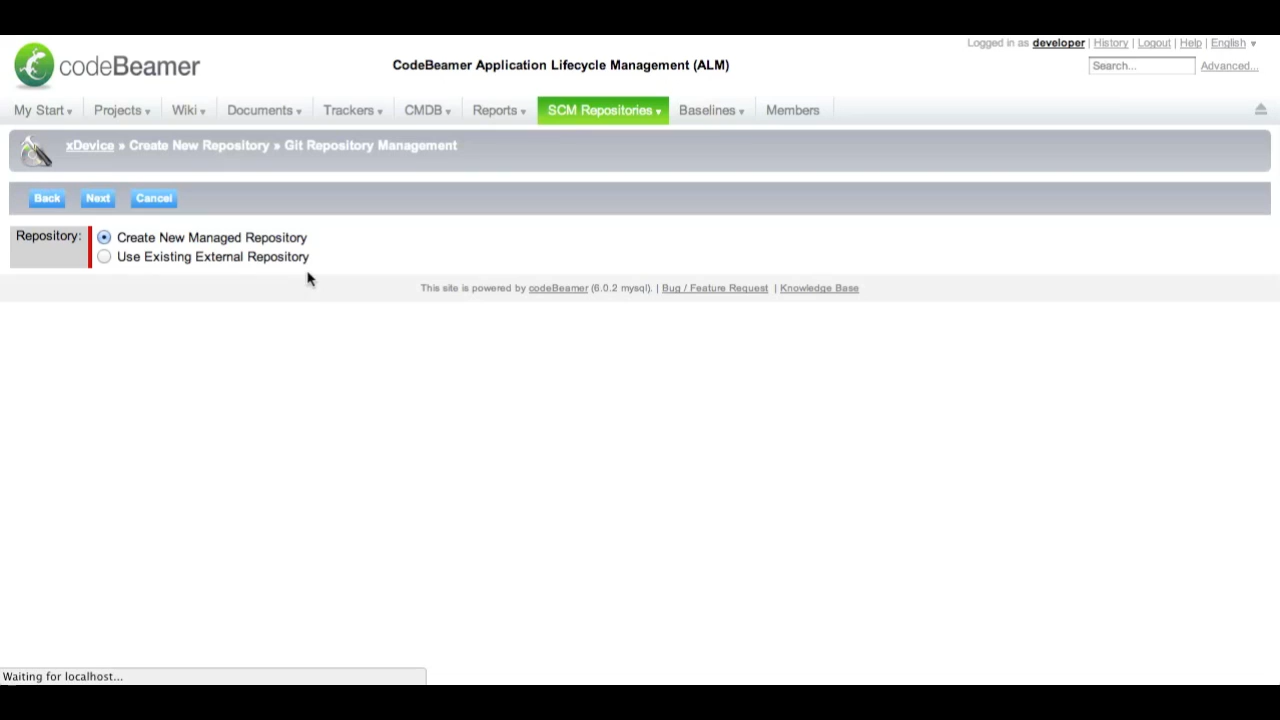 Logged in as developer | History | Logout | Help | English
codeBeamer
CodeBeamer Application Lifecycle Management (ALM)
Search... Advanced...
My Start Projects Wiki Documents Trackers CMDB Reports SCM Repositories Baselines Members
xDevice » Create New Repository » Git Repository Management
Back Next Cancel
Repository: Create New Managed Repository
Use Existing External Repository
This site is powered by codeBeamer (6.0.2 mysql). | Bug / Feature Request | Knowledge Base
Waiting for localhost...